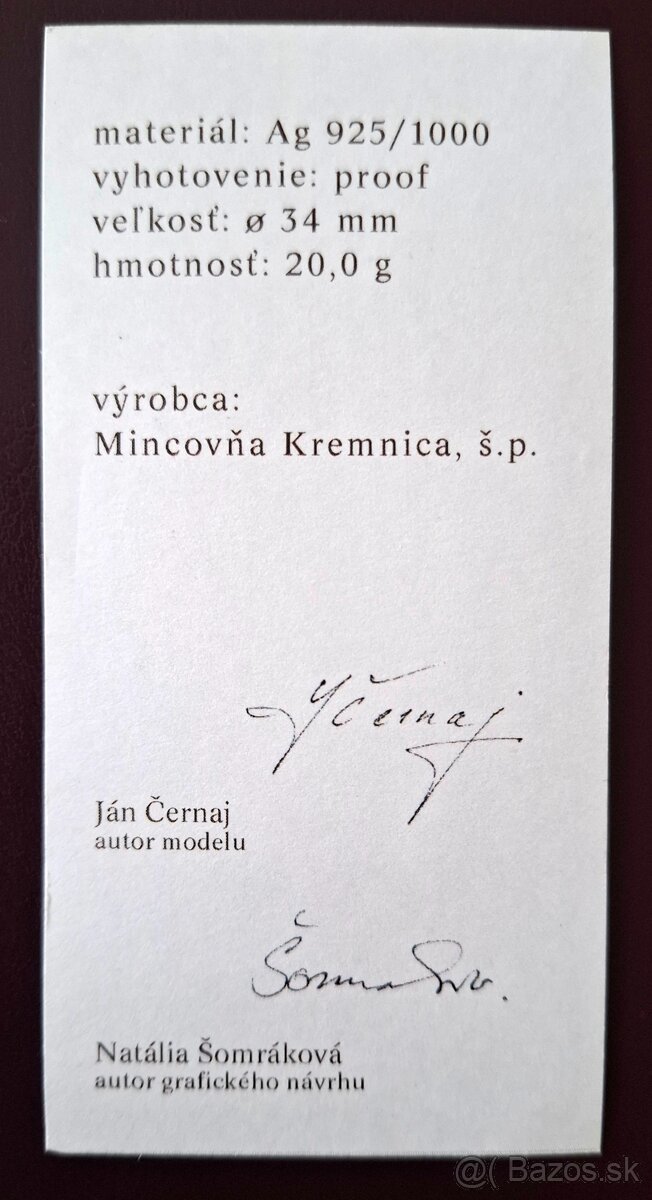 materiál: Ag 925/1000
vyhotovenie: proof
veľkosť: ø 34 mm
hmotnosť: 20,0 g
výrobca:
Mincovňa Kremnica, š.p.
JČernaj
Ján Černaj
autor modelu
Natália Šomráková
autor grafického návrhu
@( Bazos.sk